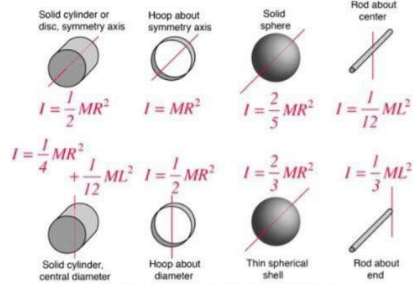 Solid cylinder or
disc, symmetry axis
Hoop about
symmetry axis
Solid
sphere
Rod about
center
I = 1/2 MR²
I = MR²
I = 2/5 MR²
I = 1/12 ML²
I = 1/4 MR²
+ 1/12 ML²
I = 1/2 MR²
I = 2/3 MR²
I = 1/3 ML²
Solid cylinder,
central diameter
Hoop about
diameter
Thin spherical
shell
Rod about
end